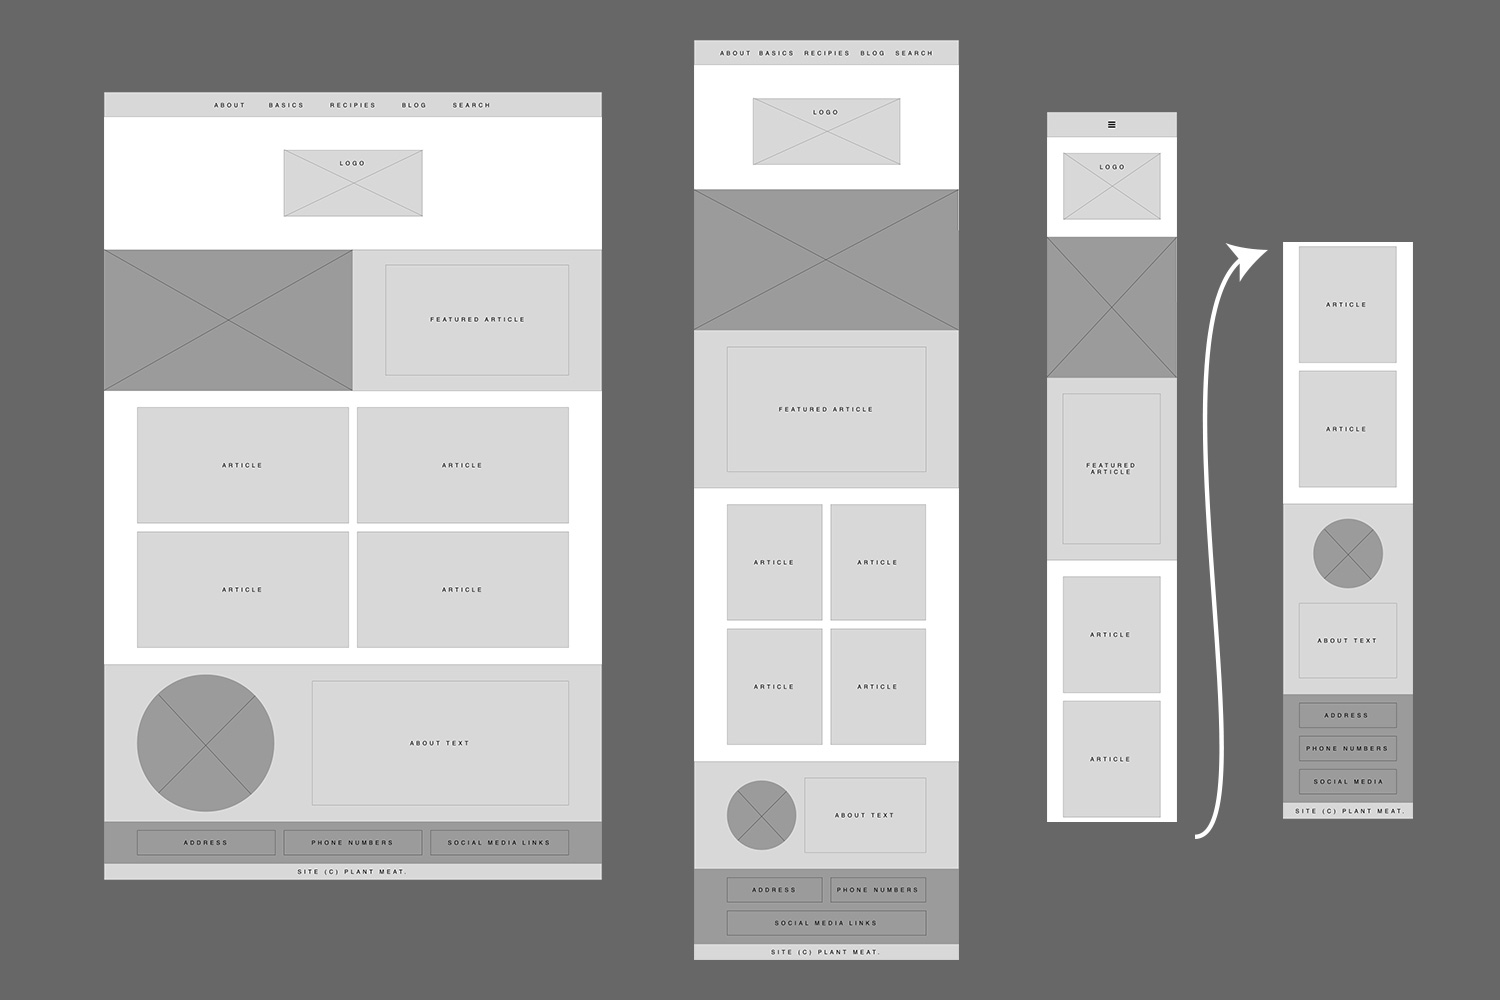 ABOUT BASICS RECIPIES BLOG SEARCH
LOGO
FEATURED ARTICLE
ARTICLE ARTICLE
ARTICLE ARTICLE
ABOUT TEXT
ADDRESS PHONE NUMBERS SOCIAL MEDIA LINKS
SITE (C) PLANT MEAT.
ABOUT BASICS RECIPIES BLOG SEARCH
LOGO
FEATURED ARTICLE
ARTICLE ARTICLE
ARTICLE ARTICLE
ABOUT TEXT
ADDRESS PHONE NUMBERS
SOCIAL MEDIA LINKS
SITE (C) PLANT MEAT.
LOGO
FEATURED
ARTICLE
ARTICLE
ARTICLE
ARTICLE
ARTICLE
ABOUT TEXT
ADDRESS
PHONE NUMBERS
SOCIAL MEDIA
SITE (C) PLANT MEAT.